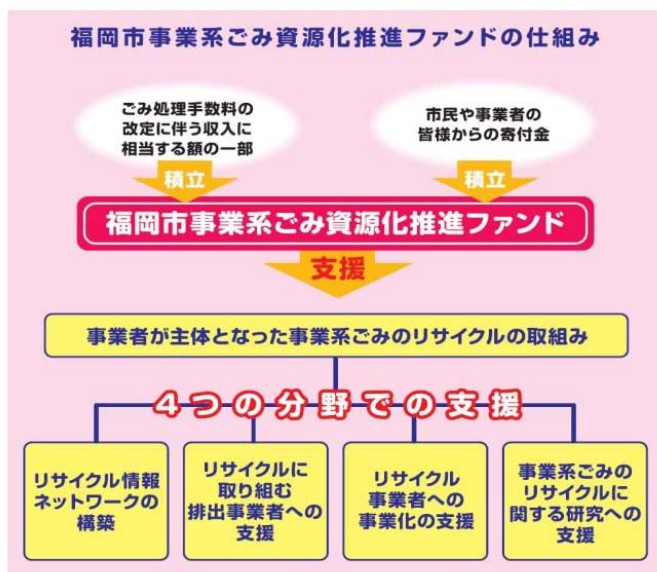 福岡市事業系ごみ資源化推進ファンドの仕組み
ごみ処理手数料の
改定に伴う収入に
相当する額の一部
市民や事業者の
皆様からの寄付金
積立
積立
福岡市事業系ごみ資源化推進ファンド
支援
事業者が主体となった事業系ごみのリサイクルの取組み
4つの分野での支援
リサイクル情報
ネットワークの
構築
リサイクルに
取り組む
排出事業者への
支援
リサイクル
事業者への
事業化の支援
事業系ごみの
リサイクルに
関する研究への
支援